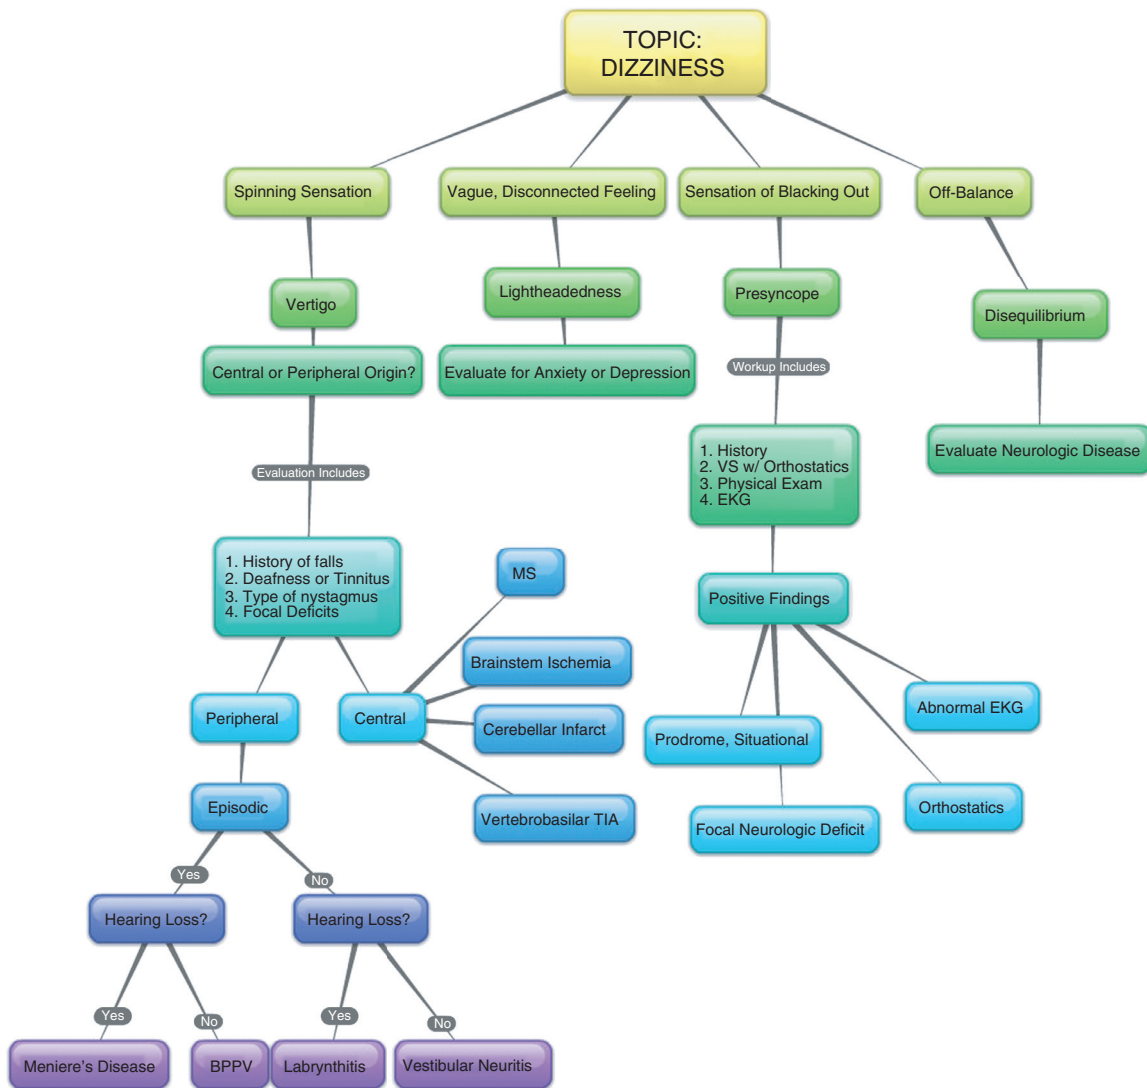 TOPIC:
DIZZINESS
Spinning Sensation
Vague, Disconnected Feeling
Sensation of Blacking Out
Off-Balance
Vertigo
Lightheadedness
Presyncope
Disequilibrium
Central or Peripheral Origin?
Evaluate for Anxiety or Depression
Workup Includes
Evaluation Includes
1. History
2. VS w/ Orthostatics
3. Physical Exam
4. EKG
Evaluate Neurologic Disease
1. History of falls
2. Deafness or Tinnitus
3. Type of nystagmus
4. Focal Deficits
MS
Brainstem Ischemia
Cerebellar Infarct
Vertebrobasilar TIA
Positive Findings
Peripheral
Central
Abnormal EKG
Prodrome, Situational
Orthostatics
Focal Neurologic Deficit
Episodic
Yes
No
Hearing Loss?
Hearing Loss?
Yes
No
Yes
No
Meniere's Disease
BPPV
Labrynthitis
Vestibular Neuritis